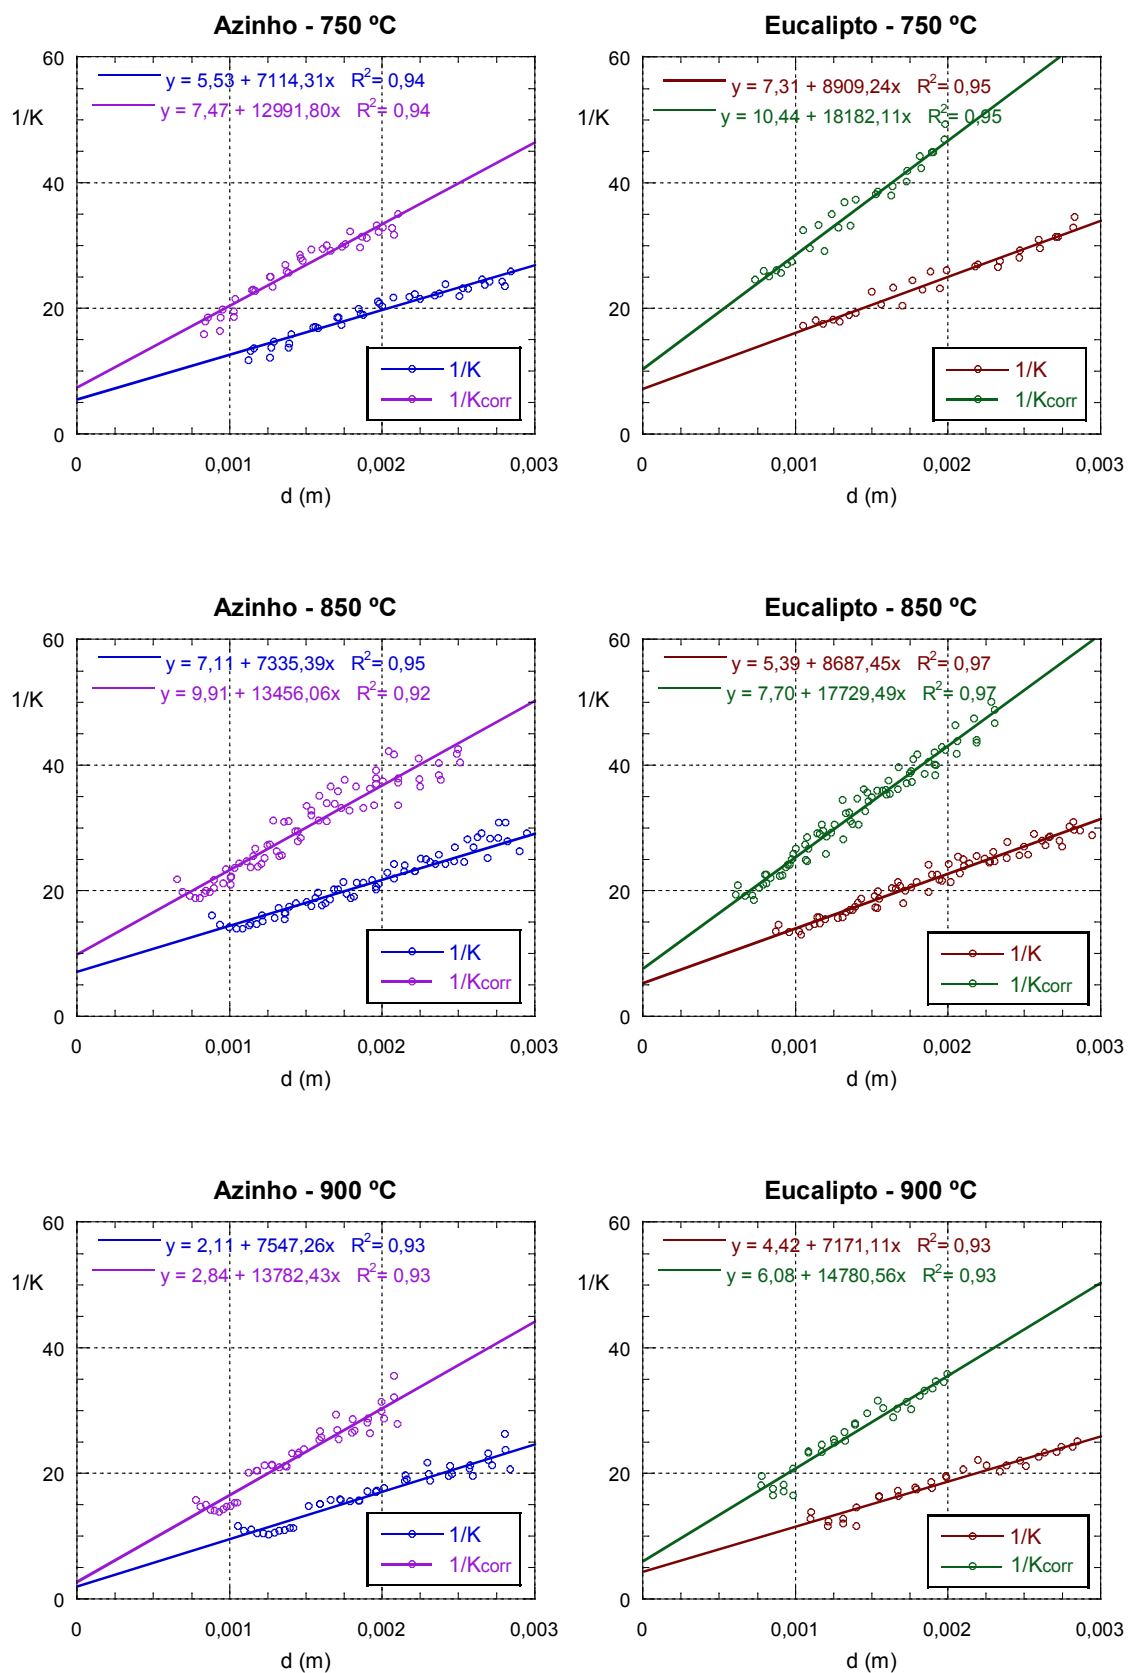 Azinho - 750 ºC
60
y = 5,53 + 7114,31x R²= 0,94
y = 7,47 + 12991,80x R²= 0,94
1/K
40
20
0
1/K
1/Kcorr
0 0,001 0,002 0,003
d (m)
Eucalipto - 750 ºC
60
y = 7,31 + 8909,24x R²= 0,95
y = 10,44 + 18182,11x R²= 0,95
1/K
40
20
0
1/K
1/Kcorr
0 0,001 0,002 0,003
d (m)
Azinho - 850 ºC
60
y = 7,11 + 7335,39x R²= 0,95
y = 9,91 + 13456,06x R²= 0,92
1/K
40
20
0
1/K
1/Kcorr
0 0,001 0,002 0,003
d (m)
Eucalipto - 850 ºC
60
y = 5,39 + 8687,45x R²= 0,97
y = 7,70 + 17729,49x R²= 0,97
1/K
40
20
0
1/K
1/Kcorr
0 0,001 0,002 0,003
d (m)
Azinho - 900 ºC
60
y = 2,11 + 7547,26x R²= 0,93
y = 2,84 + 13782,43x R²= 0,93
1/K
40
20
0
1/K
1/Kcorr
0 0,001 0,002 0,003
d (m)
Eucalipto - 900 ºC
60
y = 4,42 + 7171,11x R²= 0,93
y = 6,08 + 14780,56x R²= 0,93
1/K
40
20
0
1/K
1/Kcorr
0 0,001 0,002 0,003
d (m)